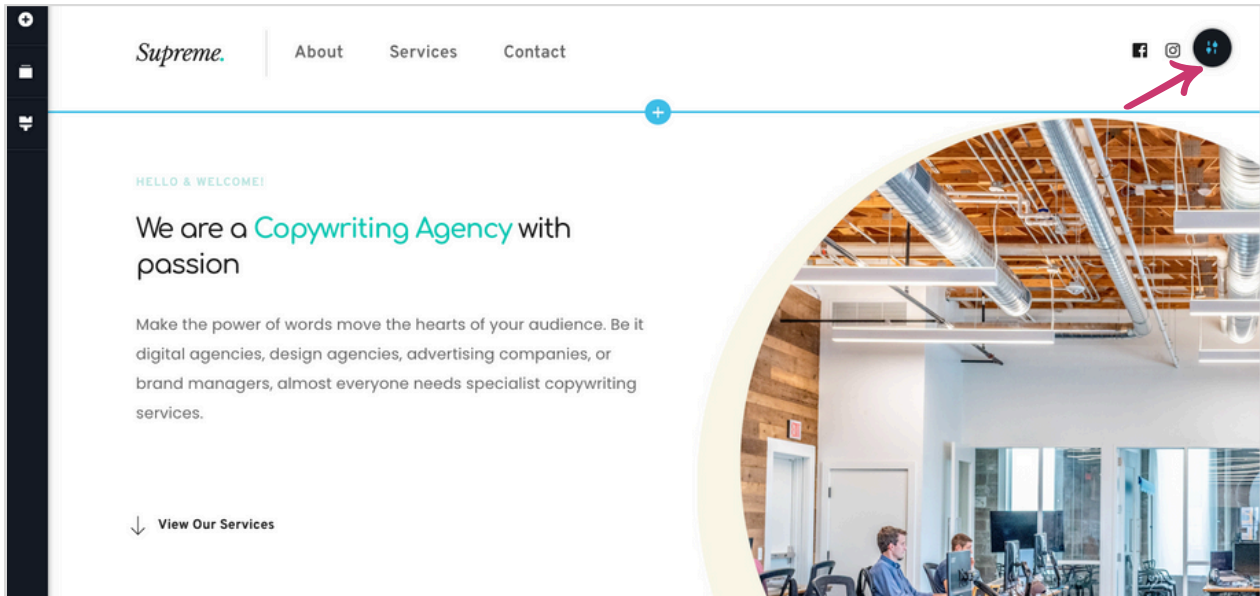 Supreme.
About Services Contact
HELLO & WELCOME!
We are a Copywriting Agency with
passion
Make the power of words move the hearts of your audience. Be it
digital agencies, design agencies, advertising companies, or
brand managers, almost everyone needs specialist copywriting
services.
View Our Services